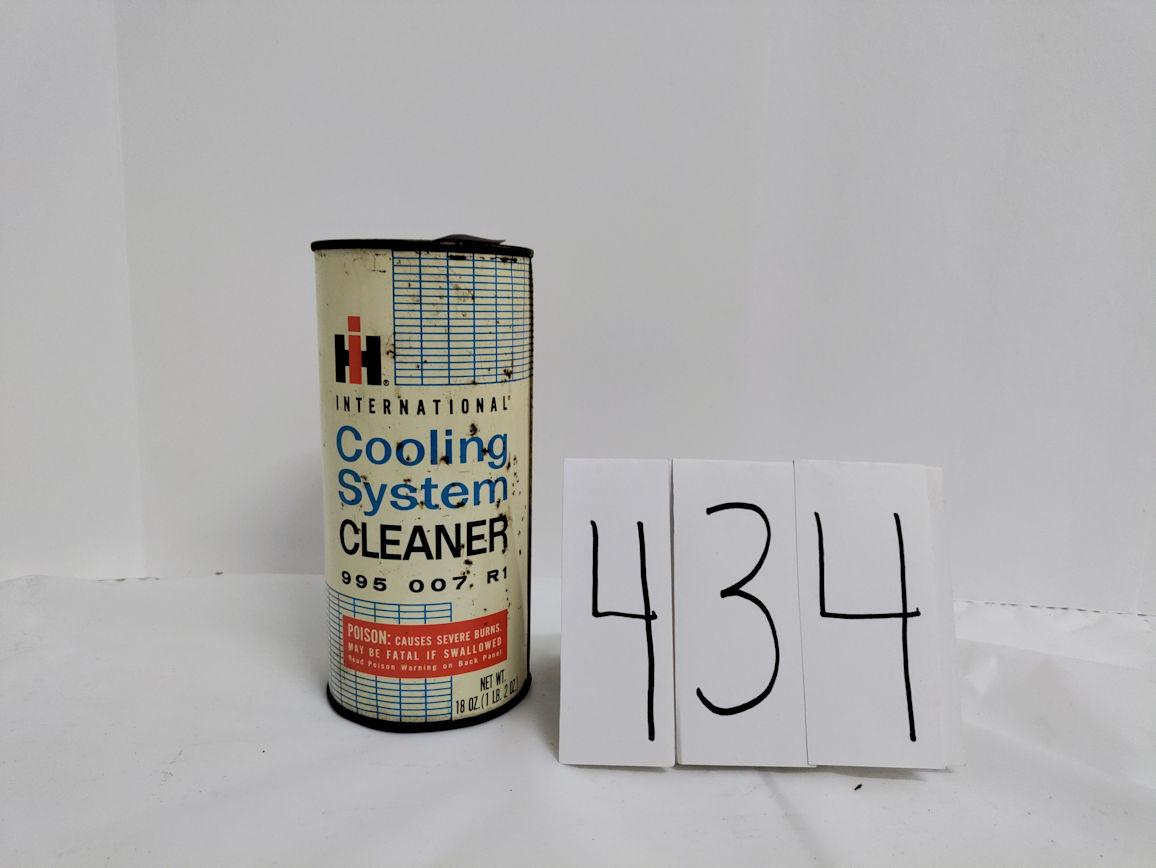 IH®
INTERNATIONAL®
Cooling
System
CLEANER
995 007 R1
POISON: CAUSES SEVERE BURNS.
MAY BE FATAL IF SWALLOWED
Read Poison Warning on Back Panel
NET WT.
18 OZ. (1 LB. 2 OZ.)
434